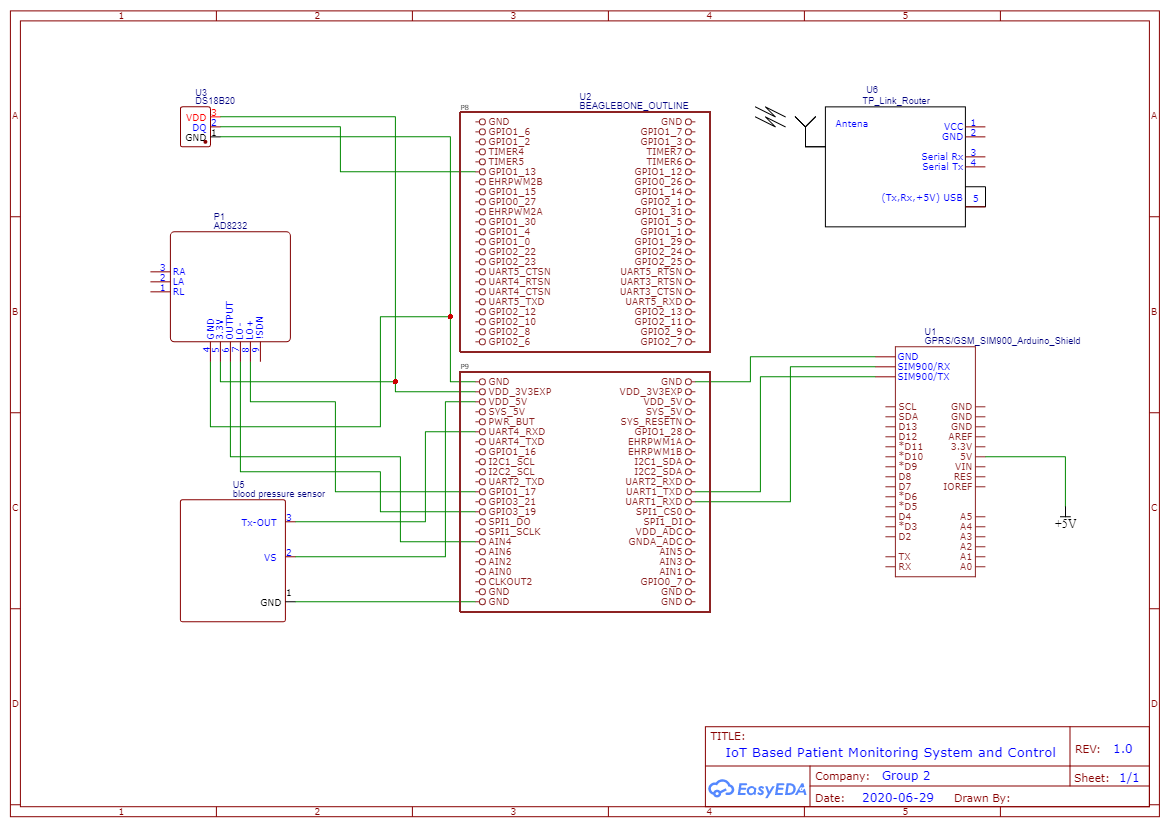 1 2 3 4 5
A
B
C
D
U3
DS18B20
VDD 3
DQ 2
GND 1
P1
AD8232
3 RA
2 LA
1 RL
GND
3.3V
OUTPUT
LO-
LO+
!SDN
4 5 6 7 8 9
U5
blood pressure sensor
Tx-OUT 3
VS 2
GND 1
U2
BEAGLEBONE_OUTLINE
P8
GND GND
GPIO1_6 GPIO1_7
GPIO1_2 GPIO1_3
TIMER4 TIMER7
TIMER5 TIMER6
GPIO1_13 GPIO1_12
EHRPWM2B GPIO0_26
GPIO1_15 GPIO1_14
GPIO0_27 GPIO2_1
EHRPWM2A GPIO1_31
GPIO1_30 GPIO1_5
GPIO1_4 GPIO1_1
GPIO1_0 GPIO1_29
GPIO2_22 GPIO2_24
GPIO2_23 GPIO2_25
UART5_CTSN UART5_RTSN
UART4_RTSN UART3_RTSN
UART4_CTSN UART3_CTSN
UART5_TXD UART5_RXD
GPIO2_12 GPIO2_13
GPIO2_10 GPIO2_11
GPIO2_8 GPIO2_9
GPIO2_6 GPIO2_7
P9
GND GND
VDD_3V3EXP VDD_3V3EXP
VDD_5V VDD_5V
SYS_5V SYS_5V
PWR_BUT SYS_RESETN
UART4_RXD GPIO1_28
UART4_TXD EHRPWM1A
GPIO1_16 EHRPWM1B
I2C1_SCL I2C1_SDA
I2C2_SCL I2C2_SDA
UART2_TXD UART2_RXD
GPIO1_17 UART1_TXD
GPIO3_21 UART1_RXD
GPIO3_19 SPI1_CS0
SPI1_DO SPI1_DI
SPI1_SCLK VDD_ADC
AIN4 GNDA_ADC
AIN6 AIN5
AIN2 AIN3
AIN0 AIN1
CLKOUT2 GPIO0_7
GND GND
GND GND
U6
TP_Link_Router
Antena
VCC 1
GND 2
Serial Rx 3
Serial Tx 4
(Tx,Rx,+5V) USB 5
U1
GPRS/GSM_SIM900_Arduino_Shield
GND
SIM900/RX
SIM900/TX
SCL GND
SDA GND
D13 GND
D12 AREF
*D11 3.3V
*D10 5V
*D9 VIN
D8 RES
D7 IOREF
*D6
*D5
D4 A5
*D3 A4
D2 A3
A2
TX A1
RX A0
+5V
A
B
C
D
TITLE:
IoT Based Patient Monitoring System and Control
REV: 1.0
EasyEDA
Company: Group 2
Sheet: 1/1
Date: 2020-06-29 Drawn By:
1 2 3 4 5